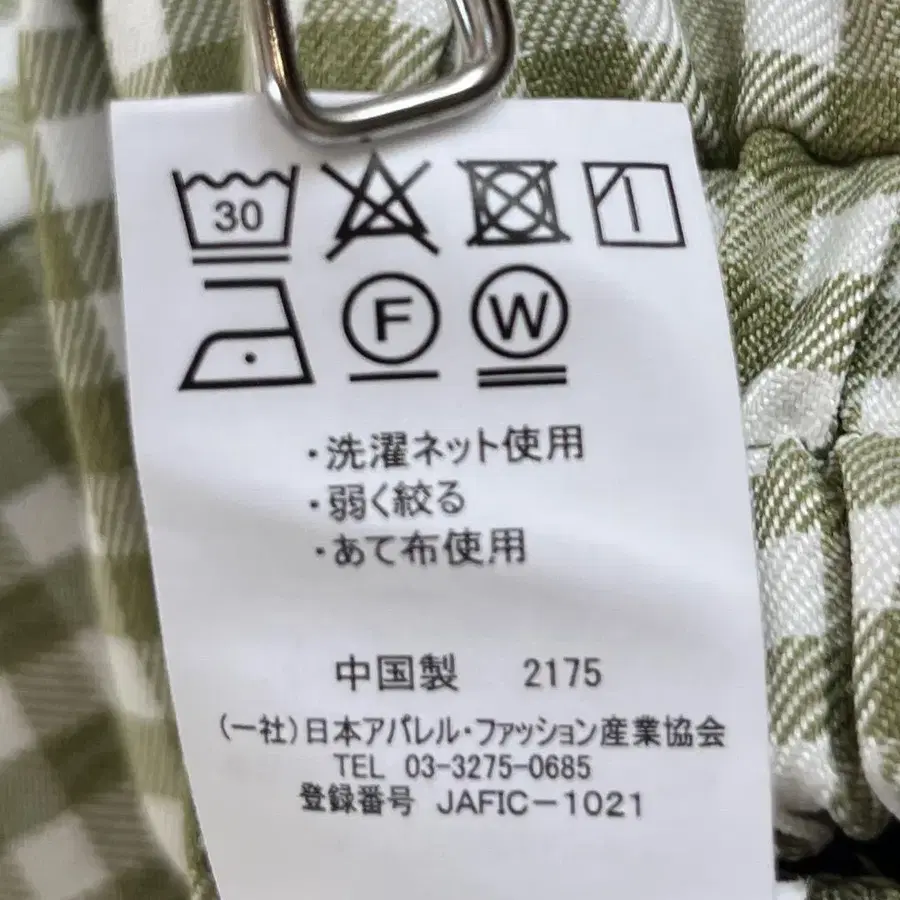 30
F W
・洗濯ネット使用
・弱く絞る
・あて布使用
中国製 2175
(一社)日本アパレル・ファッション産業協会
TEL 03-3275-0685
登録番号 JAFIC-1021